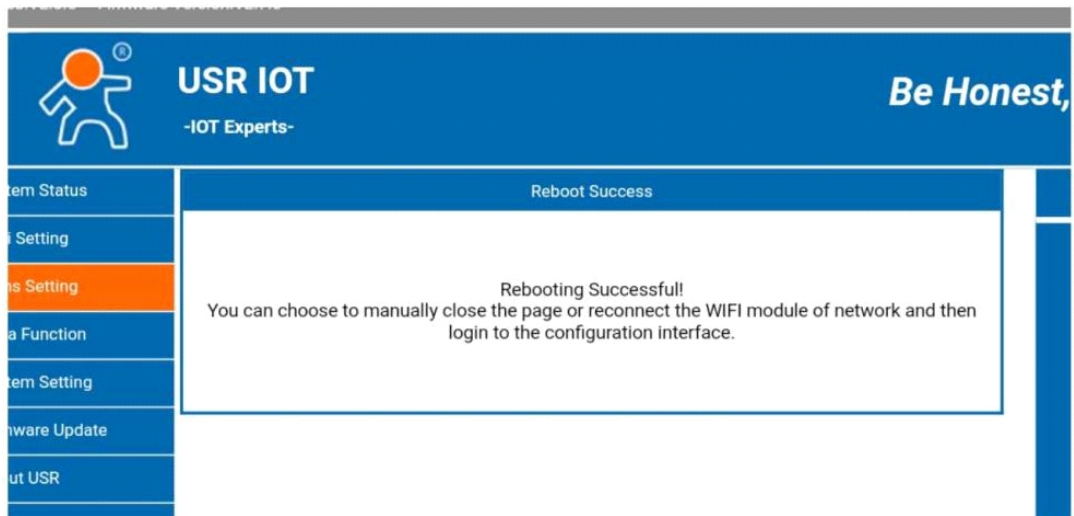 ®
USR IOT
-IOT Experts-
Be Honest,
tem Status
i Setting
ns Setting
a Function
tem Setting
ware Update
ut USR
Reboot Success
Rebooting Successful!
You can choose to manually close the page or reconnect the WIFI module of network and then
login to the configuration interface.